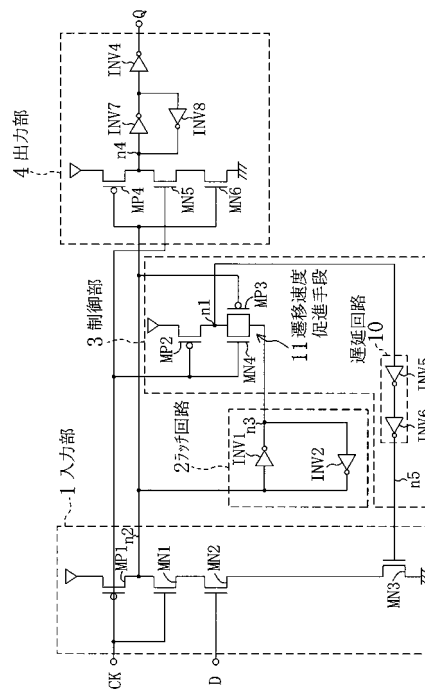 1 入力部
CK
D
MP1
n2
MN1
MN2
MN3
2 ラッチ回路
INV1
n3
INV2
3 制御部
MP2
n1
MN4
MP3
11 遷移速度
促進手段
遅延回路
10
INV5
INV6
n5
4 出力部
MP4
MN5
MN6
n4
INV7
INV8
INV4
Q